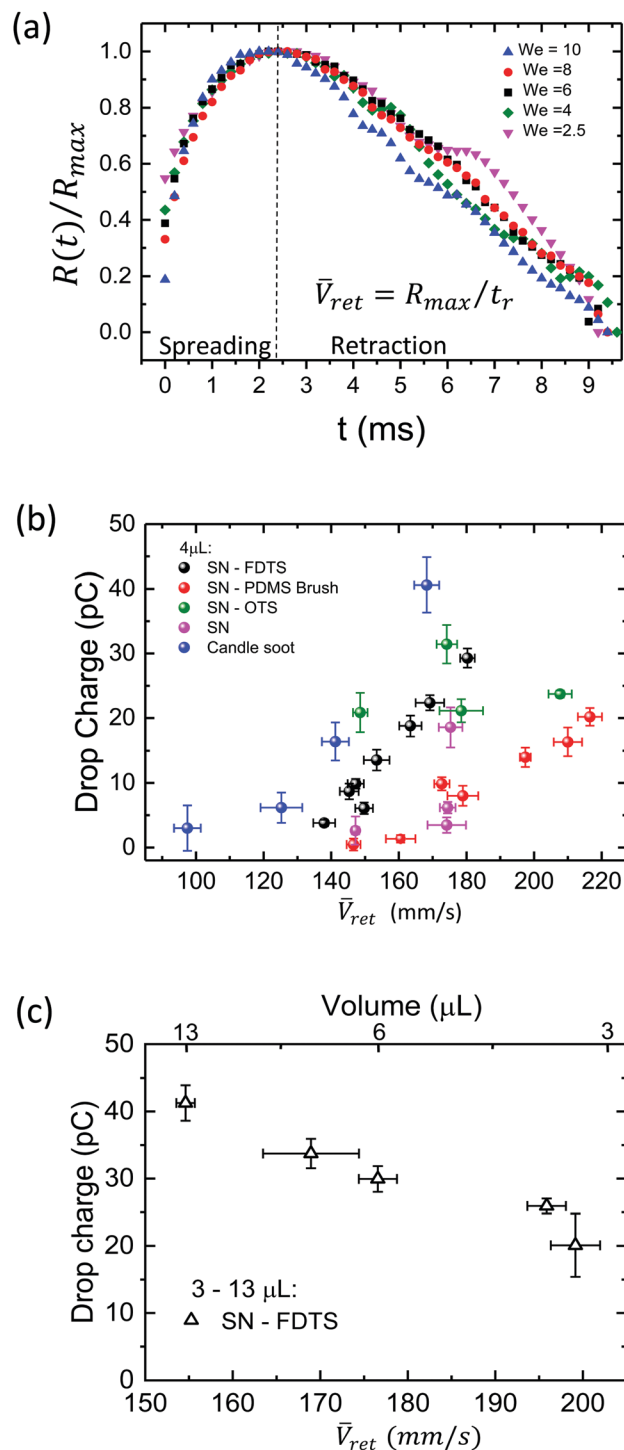 (a)
1.0
0.8
0.6
0.4
0.2
0.0
R(t)/R_max
We = 10
We =8
We =6
We =4
We =2.5
V̄_ret = R_max/t_r
Spreading
Retraction
0 1 2 3 4 5 6 7 8 9
t (ms)
(b)
50
40
30
20
10
0
Drop Charge (pC)
4μL:
SN - FDTS
SN - PDMS Brush
SN - OTS
SN
Candle soot
100 120 140 160 180 200 220
V̄_ret (mm/s)
(c)
Volume (μL)
13 6 3
50
40
30
20
10
0
Drop charge (pC)
3 - 13 μL:
SN - FDTS
150 160 170 180 190 200
V̄_ret (mm/s)